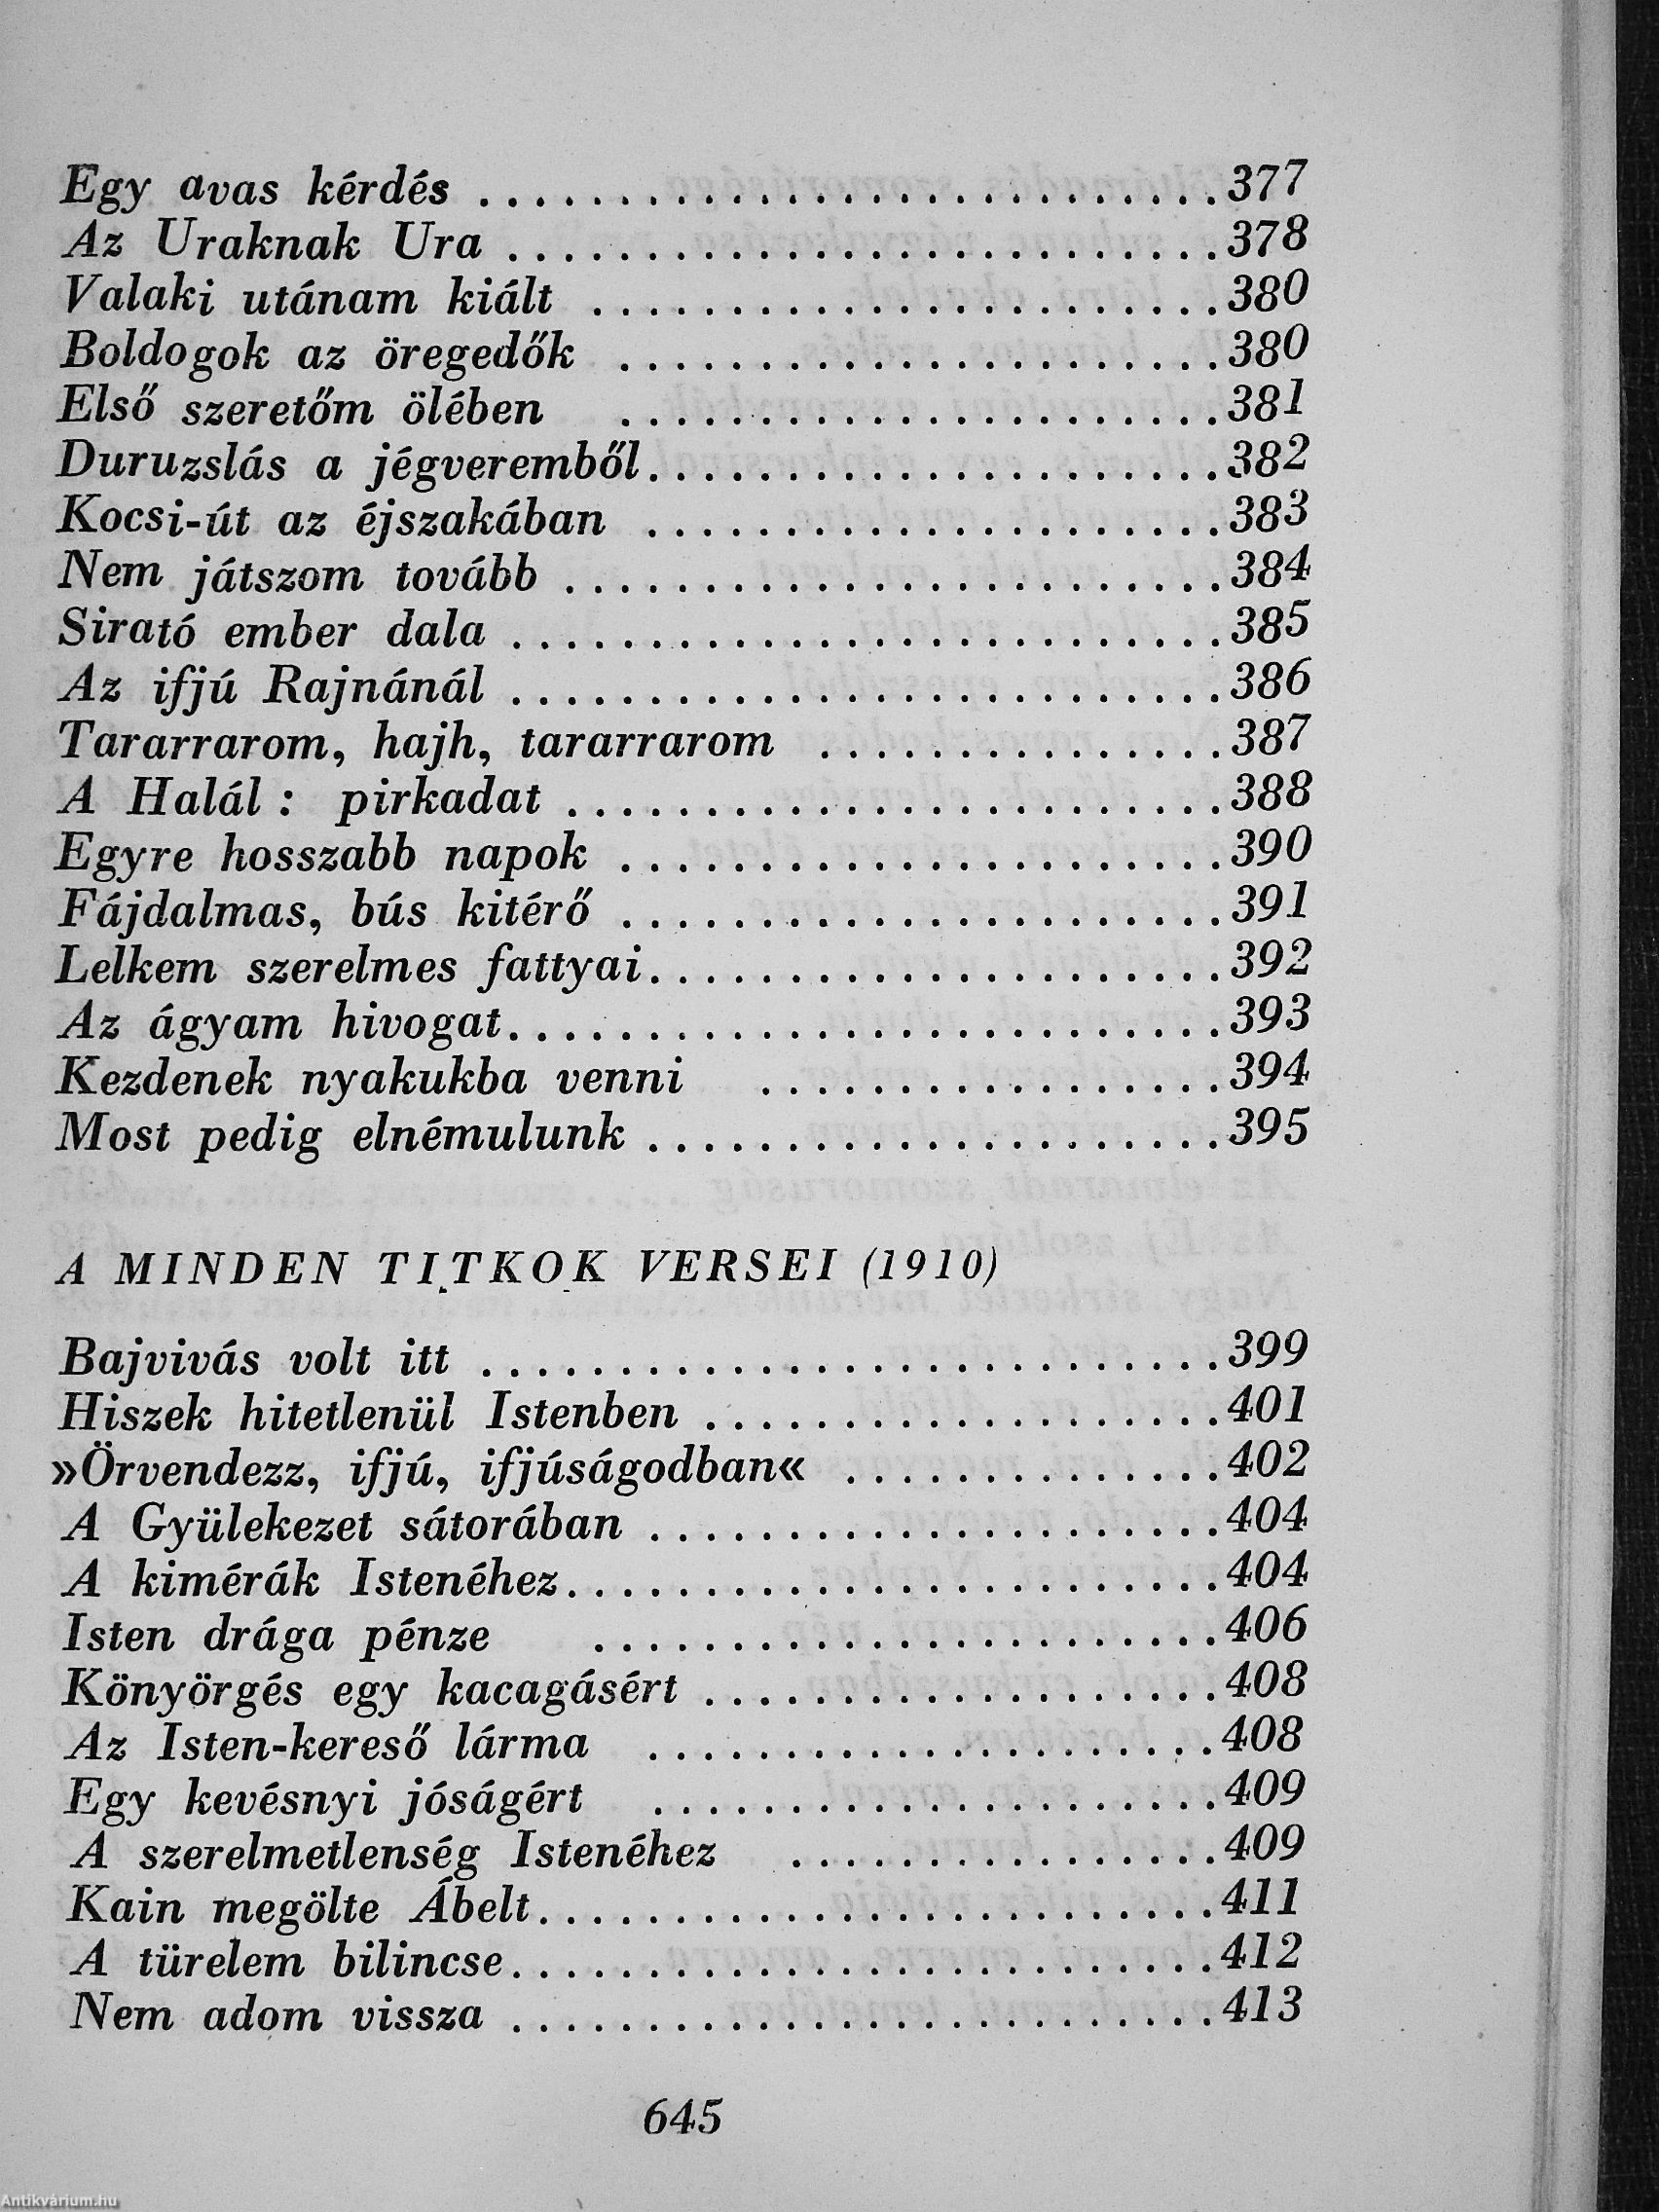 Egy avas kérdés ........................... 377
Az Uraknak Ura .......................... 378
Valaki utánam kiált ....................... 380
Boldogok az öregedők ...................... 380
Első szeretőm ölében ...................... 381
Duruzslás a jégveremből..................... 382
Kocsi-út az éjszakában ..................... 383
Nem játszom tovább ........................ 384
Sirató ember dala .......................... 385
Az ifjú Rajnánál .......................... 386
Tararrarom, hajh, tararrarom ............... 387
A Halál : pirkadat ........................ 388
Egyre hosszabb napok ...................... 390
Fájdalmas, bús kitérő ...................... 391
Lelkem szerelmes fattyai..................... 392
Az ágyam hivogat.......................... 393
Kezdenek nyakukba venni ................. 394
Most pedig elnémulunk ..................... 395
A MINDEN TITKOK VERSEI (1910)
Bajvivás volt itt ........................... 399
Hiszek hitetlenül Istenben ................... 401
»Örvendezz, ifjú, ifjúságodban« .............. 402
A Gyülekezet sátorában ..................... 404
A kimérák Istenéhez........................ 404
Isten drága pénze ....................... 406
Könyörgés egy kacagásért ................... 408
Az Isten-kereső lárma ..................... 408
Egy kevésnyi jóságért ..................... 409
A szerelmetlenség Istenéhez ................ 409
Kain megölte Ábelt......................... 411
A türelem bilincse.......................... 412
Nem adom vissza .......................... 413
645
Antikvárium.hu